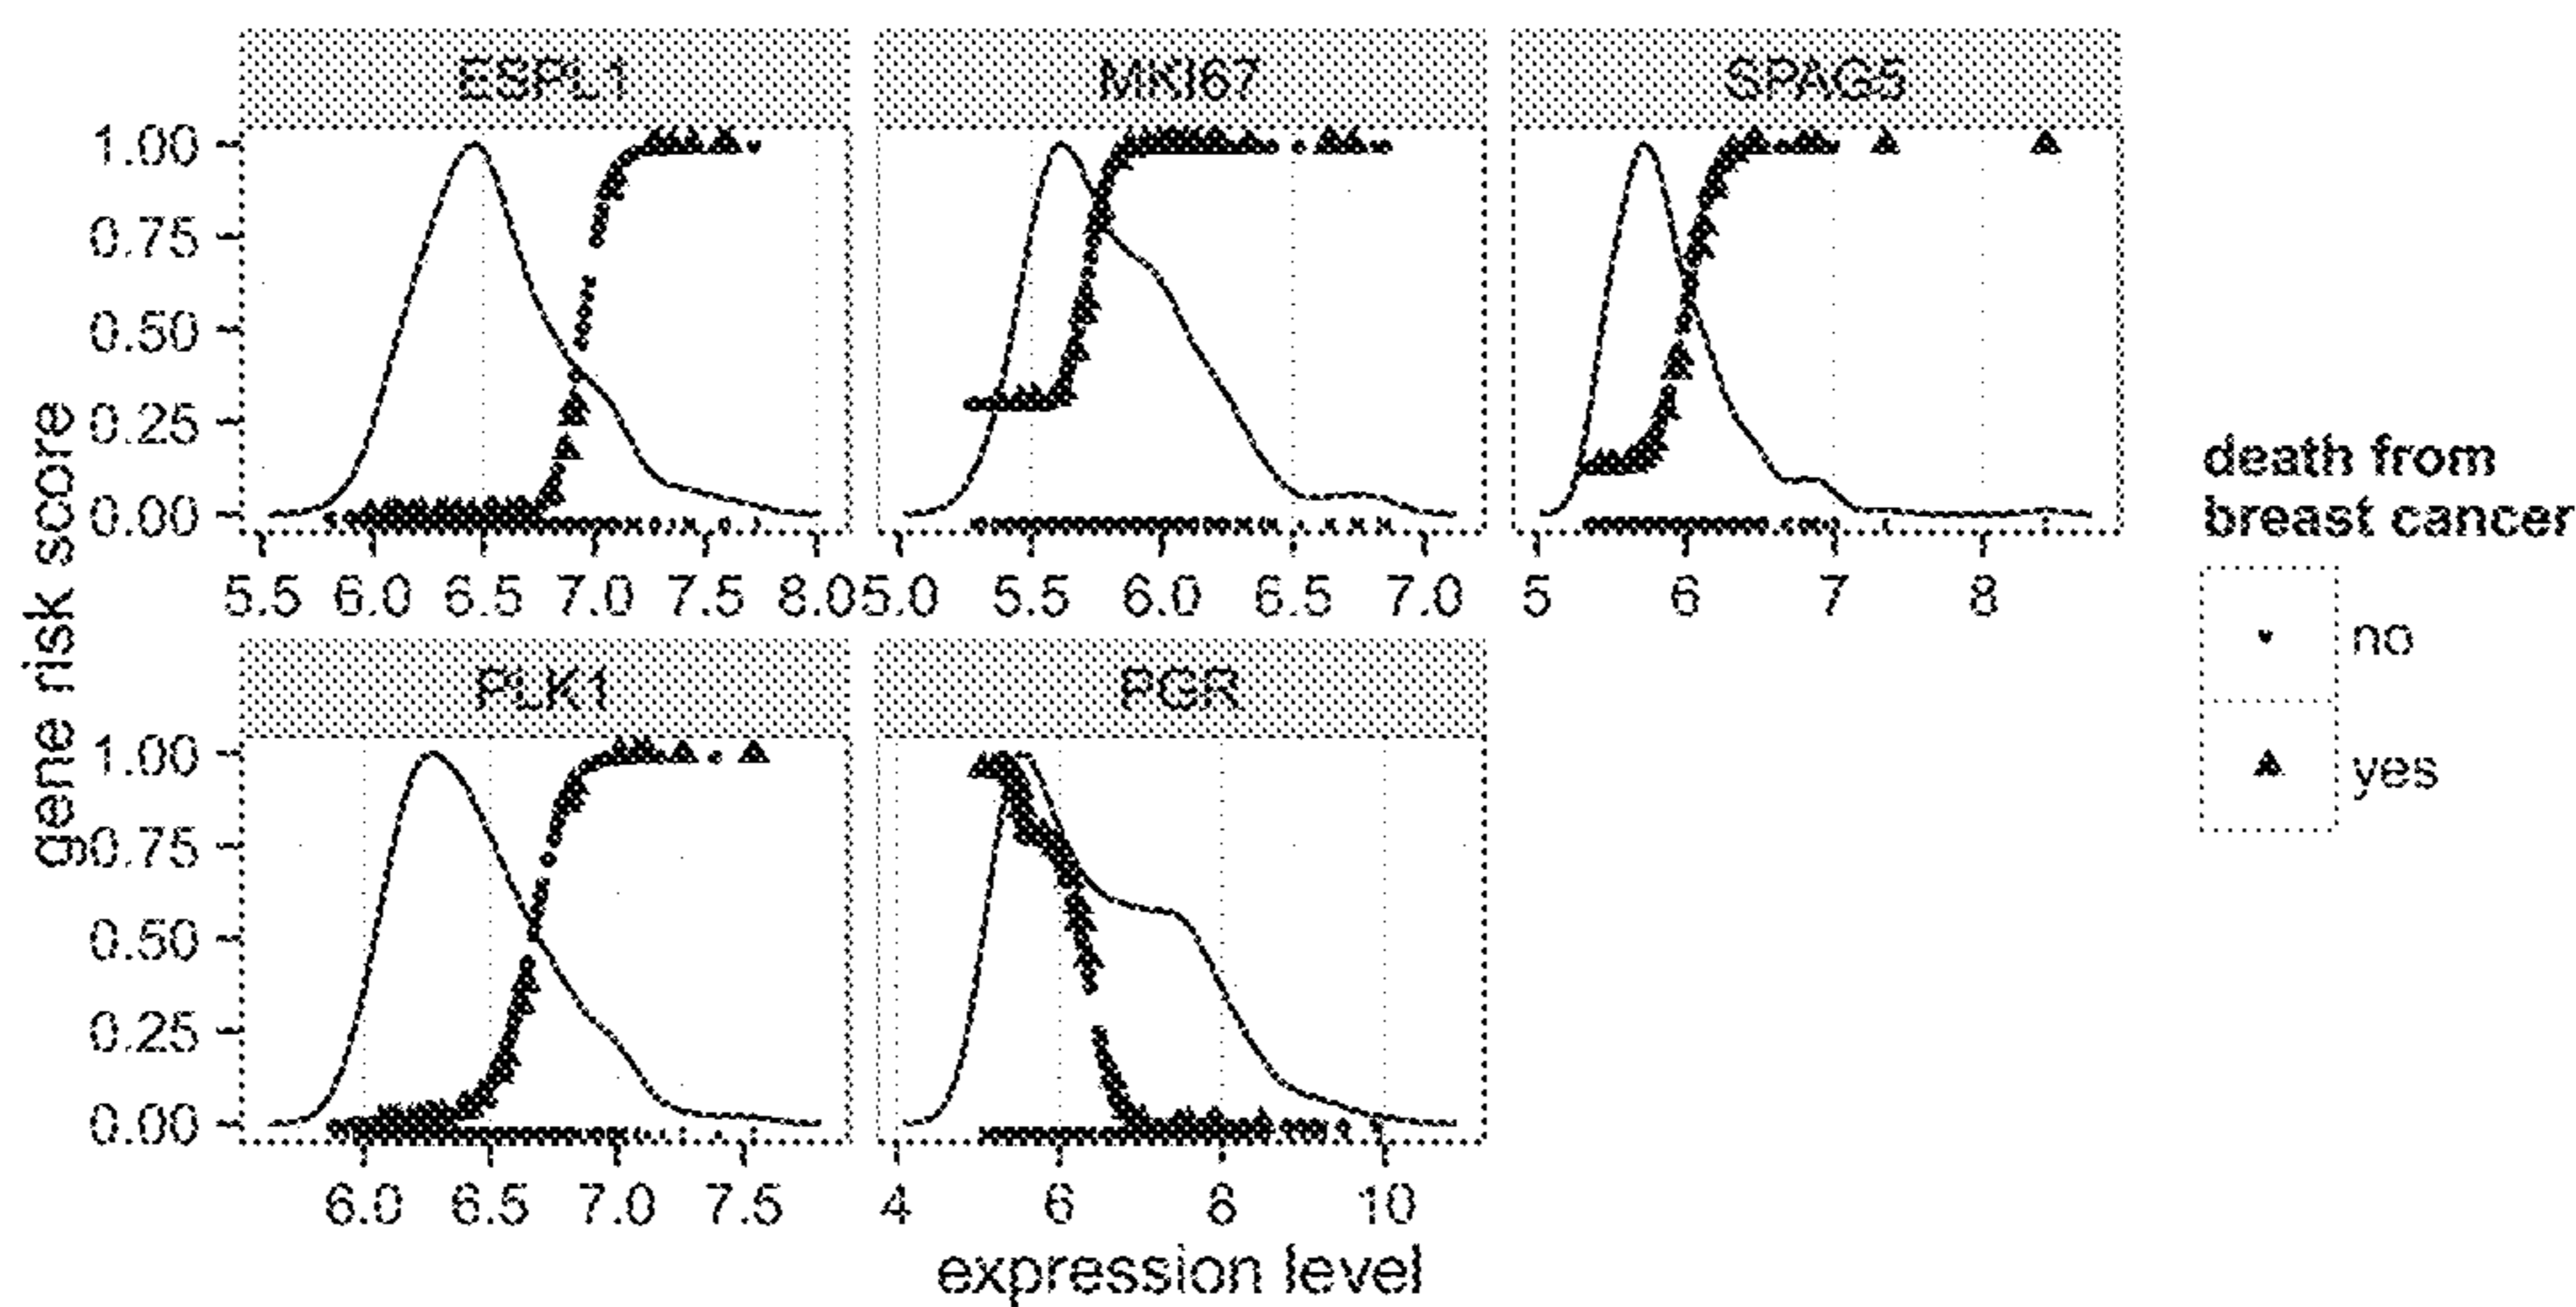 ESPL1 MKI67 SPAG5
1.00
0.75
0.50
0.25
0.00
5.5 6.0 6.5 7.0 7.5 8.0 5.0 5.5 6.0 6.5 7.0 5 6 7 8
gene risk score
PLK1 PGR
1.00
0.75
0.50
0.25
0.00
6.0 6.5 7.0 7.5 4 6 8 10
expression level
death from
breast cancer
no
yes